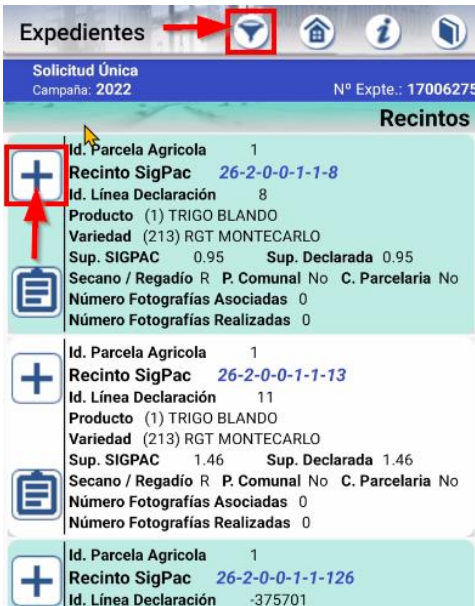 Expedientes
Solicitud Única
Campaña: 2022 Nº Expte.: 17006275
Recintos
Id. Parcela Agricola 1
Recinto SigPac 26-2-0-0-1-1-8
Id. Línea Declaración 8
Producto (1) TRIGO BLANDO
Variedad (213) RGT MONTECARLO
Sup. SIGPAC 0.95 Sup. Declarada 0.95
Secano / Regadío R P. Comunal No C. Parcelaria No
Número Fotografías Asociadas 0
Número Fotografías Realizadas 0
Id. Parcela Agricola 1
Recinto SigPac 26-2-0-0-1-1-13
Id. Línea Declaración 11
Producto (1) TRIGO BLANDO
Variedad (213) RGT MONTECARLO
Sup. SIGPAC 1.46 Sup. Declarada 1.46
Secano / Regadío R P. Comunal No C. Parcelaria No
Número Fotografías Asociadas 0
Número Fotografías Realizadas 0
Id. Parcela Agricola 1
Recinto SigPac 26-2-0-0-1-1-126
Id. Línea Declaración -375701